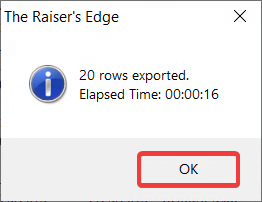 The Raiser's Edge
20 rows exported.
Elapsed Time: 00:00:16
OK